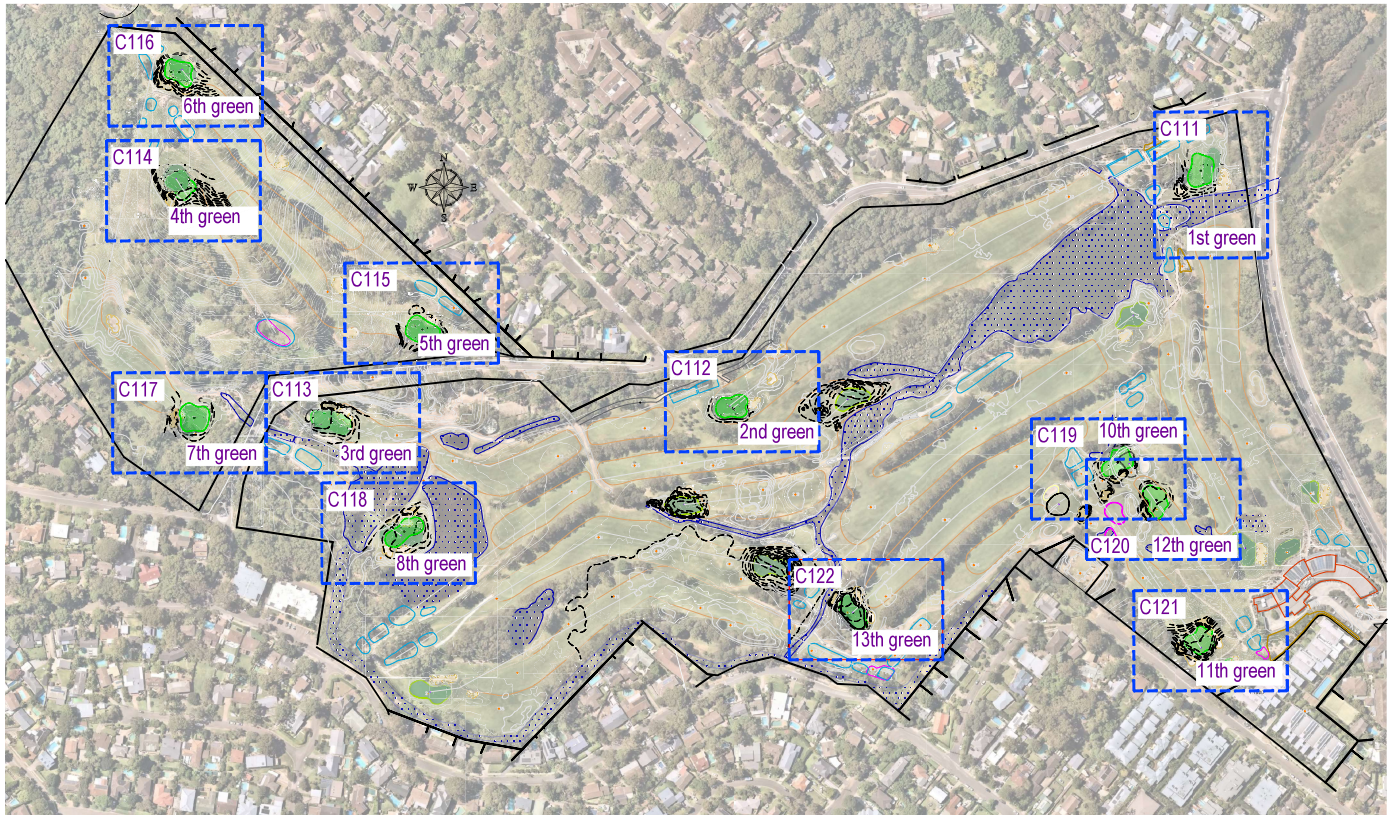 C116
6th green
C111
1st green
C114
4th green
N
W
E
S
C115
5th green
C112
2nd green
C117
7th green
C113
3rd green
C119
10th green
C118
8th green
C120
12th green
C122
13th green
C121
11th green